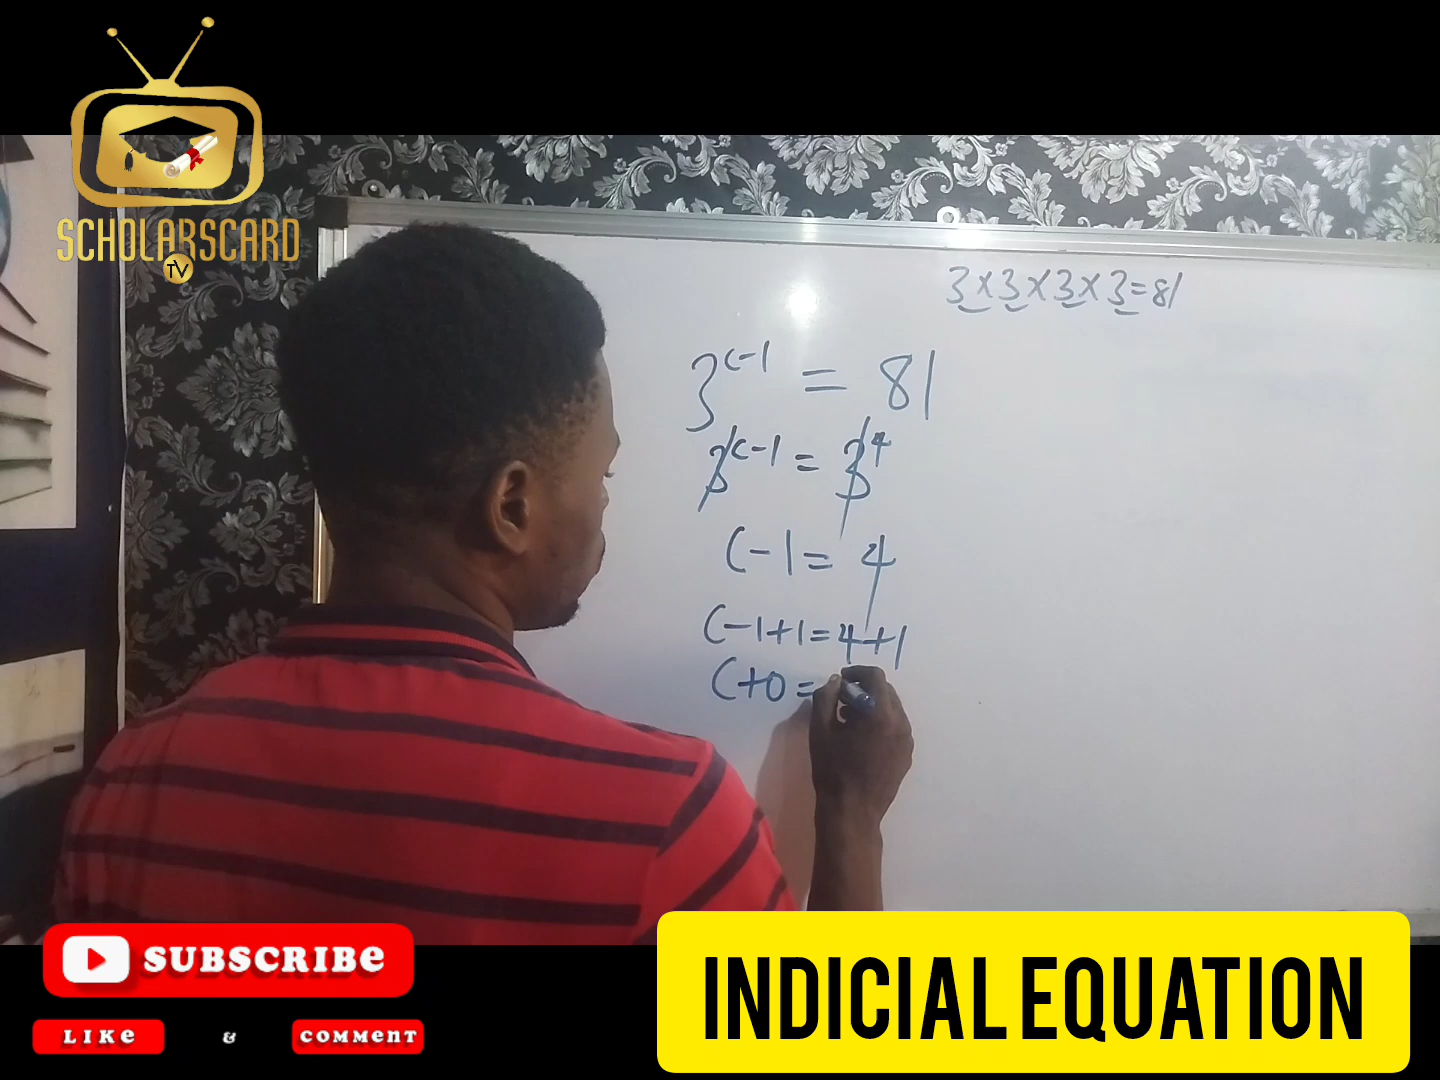 SCHOLARSCARD
TV
3×3×3×3=81
3^c-1 = 81
3^c-1 = 3^4
c-1= 4
c-1+1=4+1
c+0=
SUBSCRIBE
LIKE & COMMENT
INDICIAL EQUATION